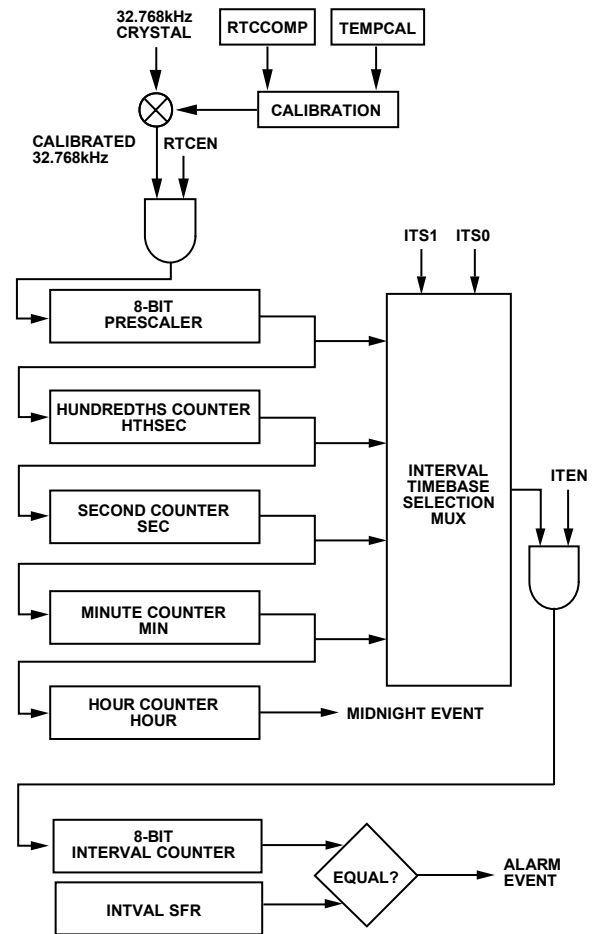 32.768kHz
CRYSTAL
RTCCOMP
TEMPCAL
CALIBRATION
CALIBRATED
32.768kHz
RTCEN
ITS1
ITS0
8-BIT
PRESCALER
HUNDREDTHS COUNTER
HTHSEC
SECOND COUNTER
SEC
MINUTE COUNTER
MIN
HOUR COUNTER
HOUR
MIDNIGHT EVENT
INTERVAL
TIMEBASE
SELECTION
MUX
ITEN
8-BIT
INTERVAL COUNTER
INTVAL SFR
EQUAL?
ALARM
EVENT